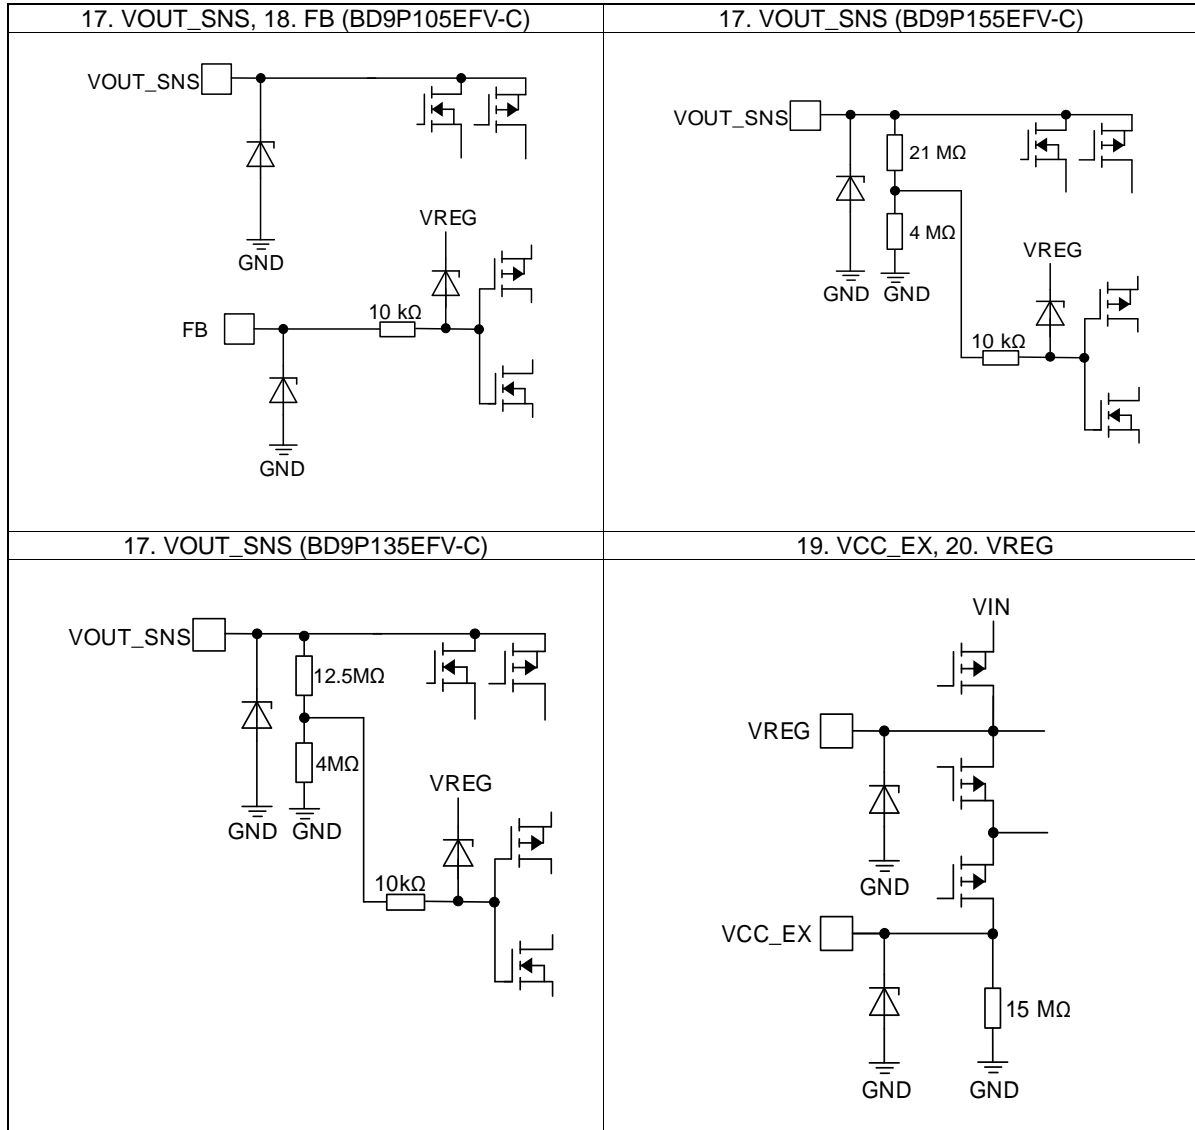 17. VOUT_SNS, 18. FB (BD9P105EFV-C)
VOUT_SNS
GND
VREG
10 kΩ
FB
GND
17. VOUT_SNS (BD9P155EFV-C)
VOUT_SNS
21 MΩ
4 MΩ
GND
GND
VREG
10 kΩ
17. VOUT_SNS (BD9P135EFV-C)
VOUT_SNS
12.5MΩ
4MΩ
GND
GND
VREG
10kΩ
19. VCC_EX, 20. VREG
VIN
VREG
GND
VCC_EX
15 MΩ
GND
GND